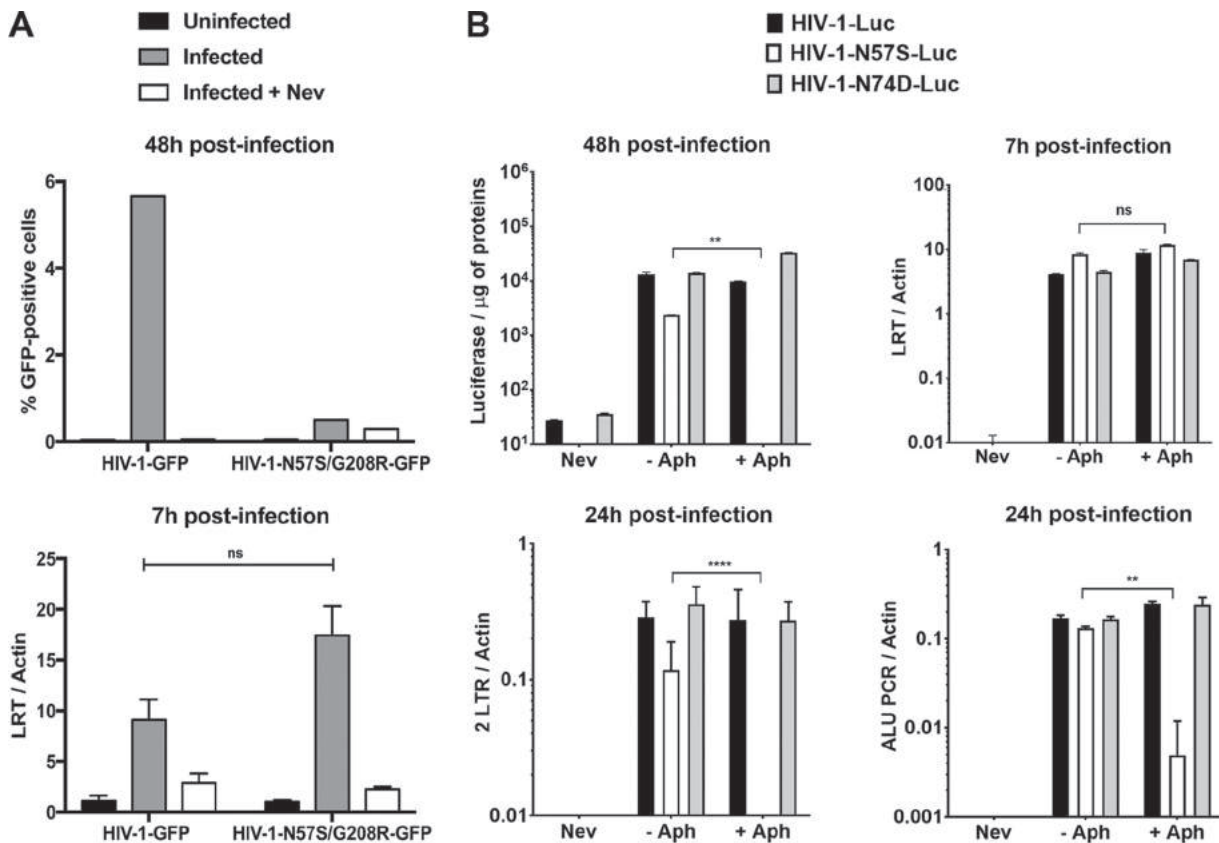 A
Uninfected
Infected
Infected + Nev
48h post-infection
% GFP-positive cells
6
4
2
0
HIV-1-GFP HIV-1-N57S/G208R-GFP
7h post-infection
LRT / Actin
25
20
15
10
5
0
ns
HIV-1-GFP HIV-1-N57S/G208R-GFP
B
HIV-1-Luc
HIV-1-N57S-Luc
HIV-1-N74D-Luc
48h post-infection
Luciferase / µg of proteins
10⁶
10⁵
10⁴
10³
10²
10¹
**
Nev - Aph + Aph
7h post-infection
LRT / Actin
100
10
1
0.1
0.01
ns
Nev - Aph + Aph
24h post-infection
2 LTR / Actin
1
0.1
0.01
****
Nev - Aph + Aph
24h post-infection
ALU PCR / Actin
1
0.1
0.01
0.001
**
Nev - Aph + Aph